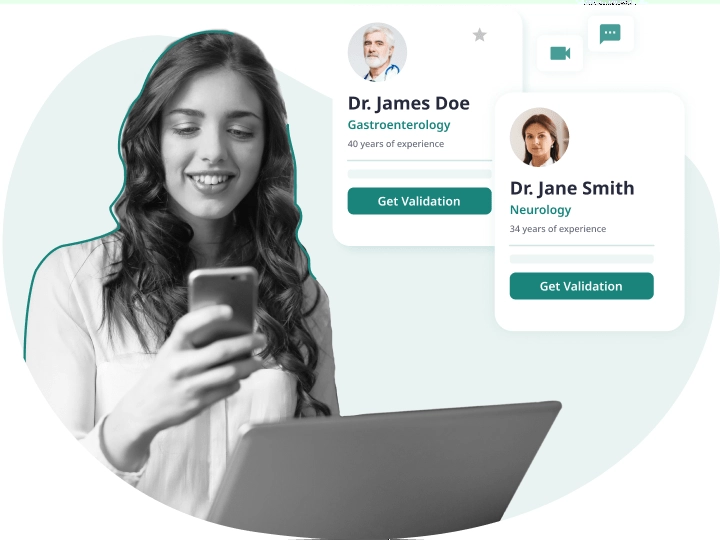 Dr. James Doe
Gastroenterology
40 years of experience
Get Validation
Dr. Jane Smith
Neurology
34 years of experience
Get Validation